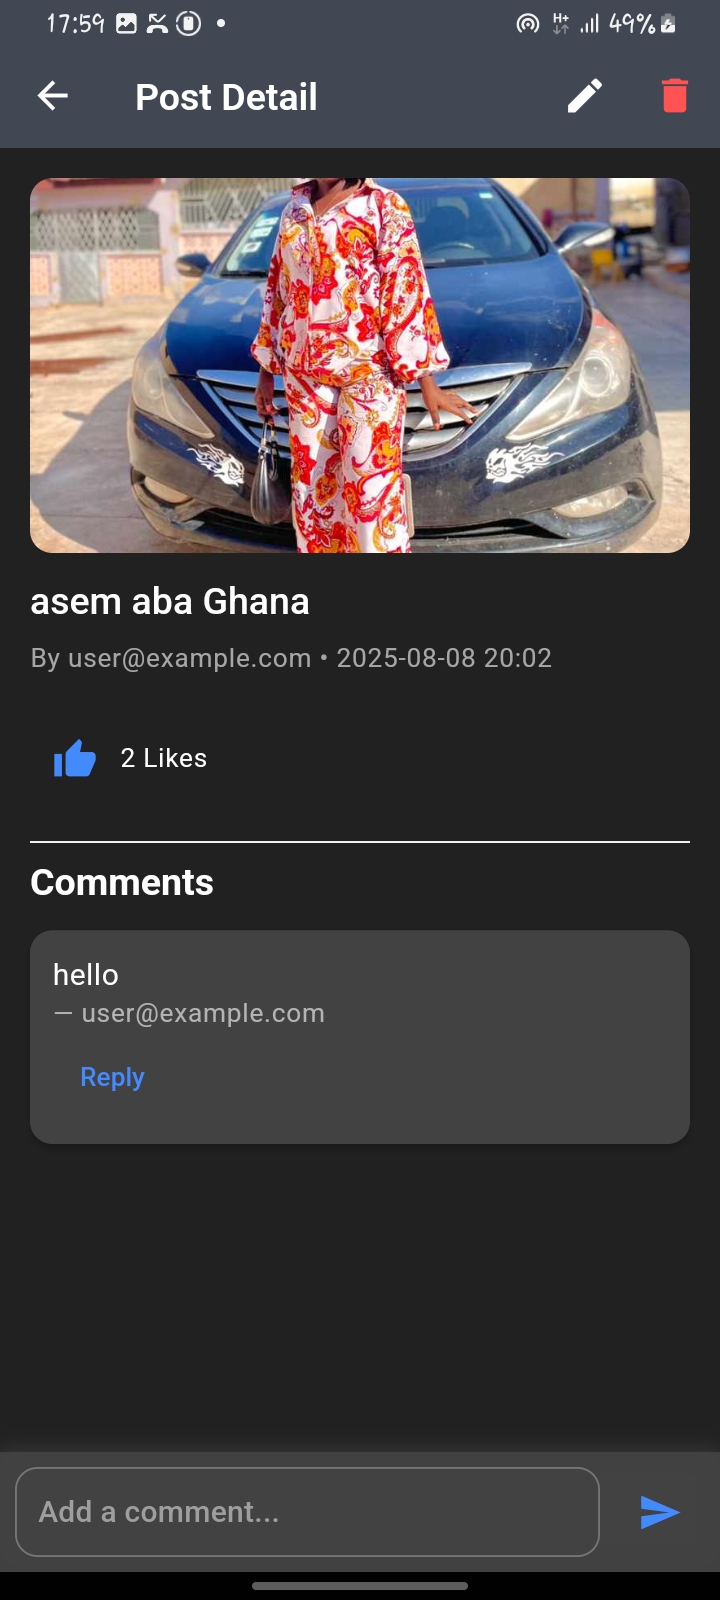 17:59
H+
49%
Post Detail
asem aba Ghana
By user@example.com • 2025-08-08 20:02
2 Likes
Comments
hello
— user@example.com
Reply
Add a comment...